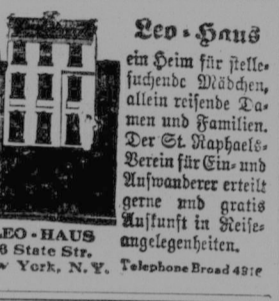 Leo-Haus
ein Heim für stelle-
suchende Mädchen,
allein reisende Da-
men und Familien.
Der St. Raphaels-
Verein für Ein- und
Auswanderer erteilt
gerne und gratis
Auskunft in Reise-
angelegenheiten.
Telephone Broad
LEO-HAUS
State Str.
York, N. Y.